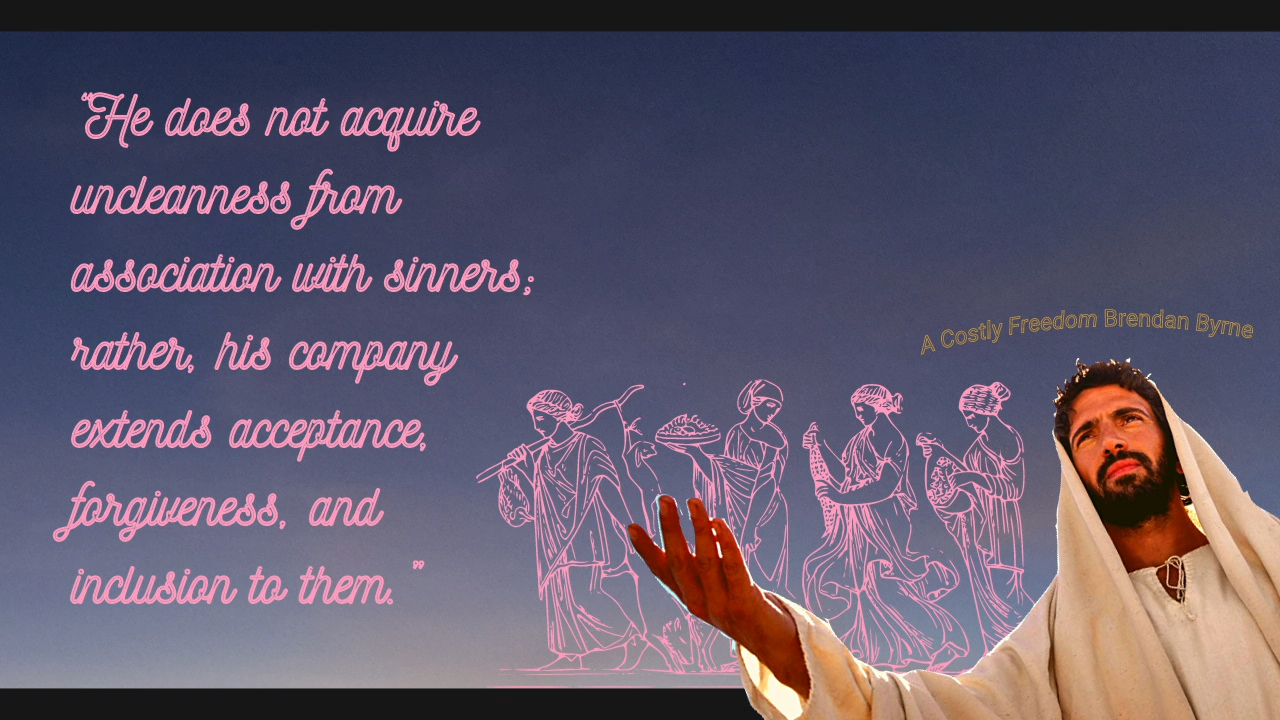 “He does not acquire
uncleanness from
association with sinners;
rather, his company
extends acceptance,
forgiveness, and
inclusion to them. ”
A Costly Freedom Brendan Byrne